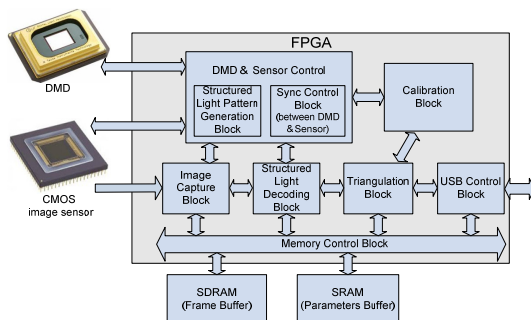 FPGA
DMD
DMD & Sensor Control
Structured
Light Pattern
Generation
Block
Sync Control
Block
(between DMD
& Sensor)
Calibration
Block
CMOS
image sensor
Image
Capture
Block
Structured
Light
Decoding
Block
Triangulation
Block
USB Control
Block
Memory Control Block
SDRAM
(Frame Buffer)
SRAM
(Parameters Buffer)